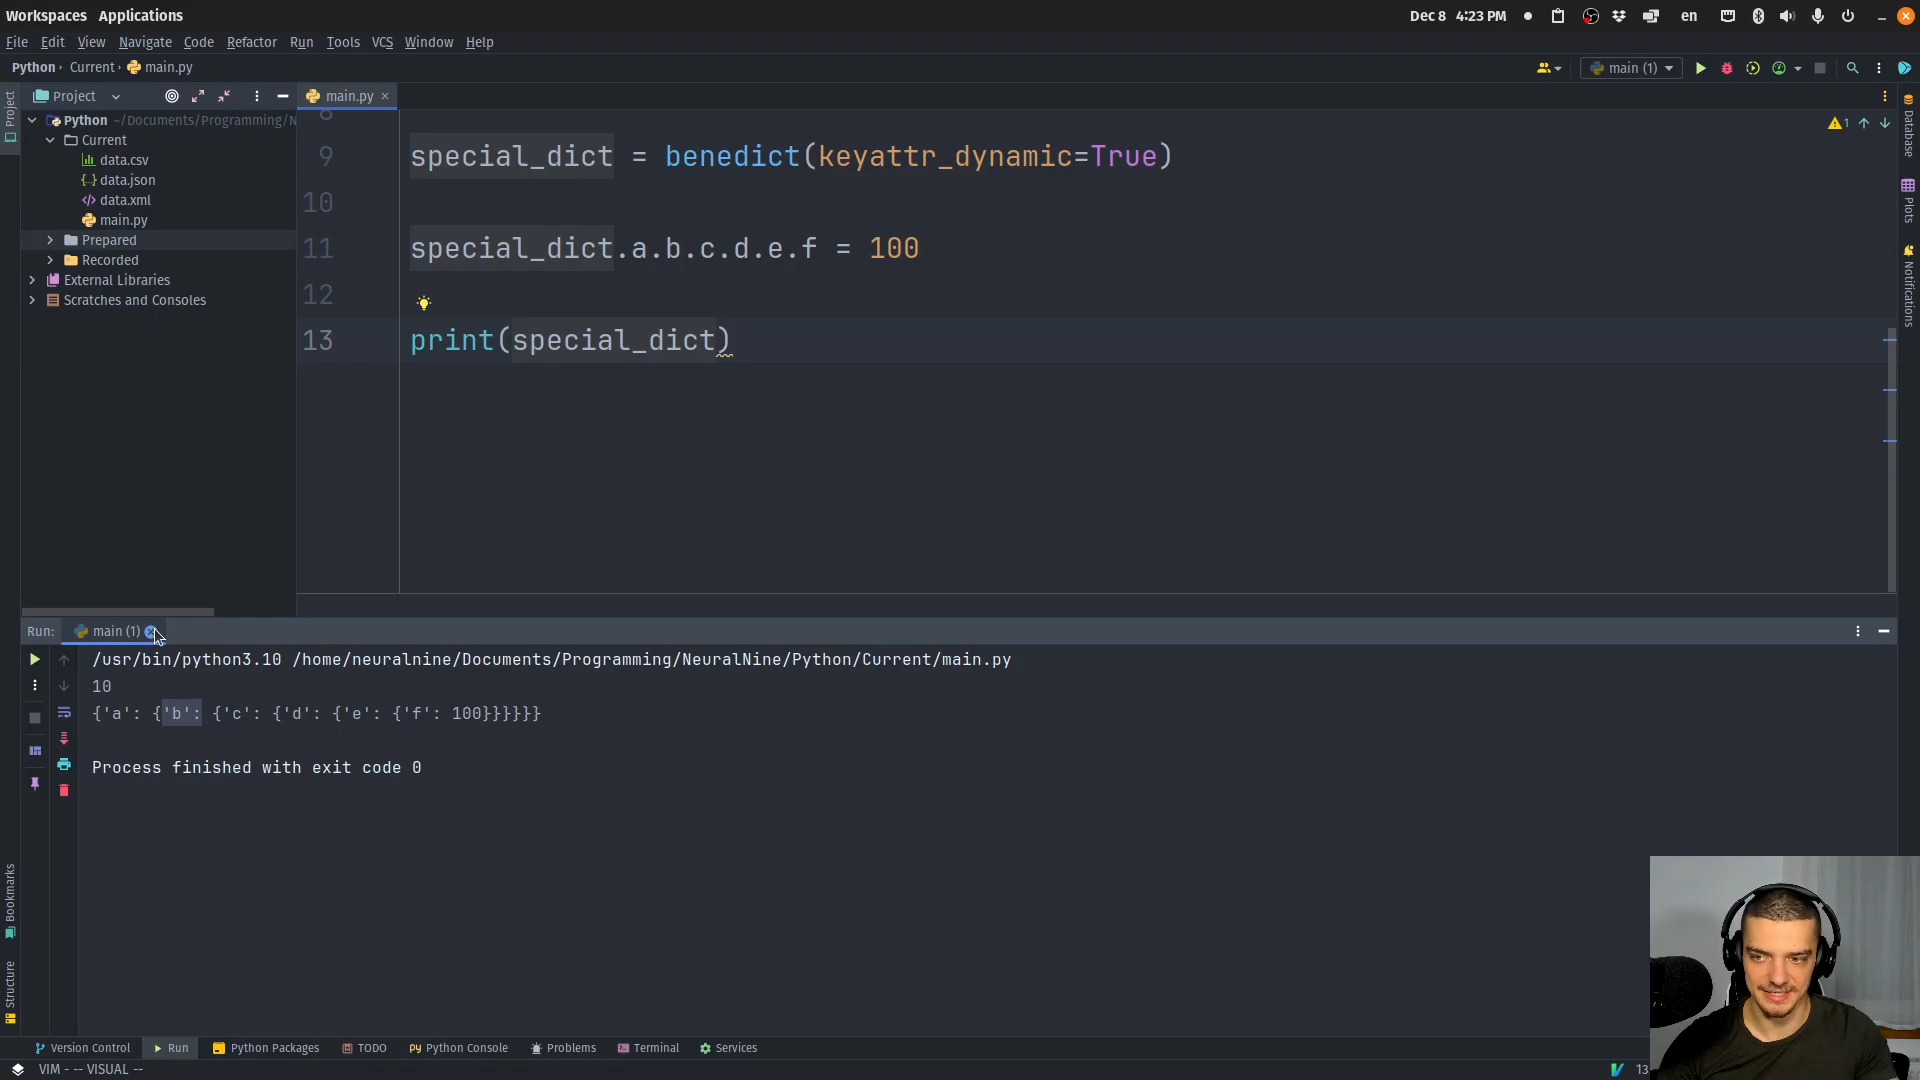 Workspaces Applications
Dec 8 4:23 PM en
File Edit View Navigate Code Refactor Run Tools VCS Window Help
Python › Current › main.py
main (1)
Project
Project
main.py
Python ~/Documents/Programming/N
Current
data.csv
data.json
data.xml
main.py
Prepared
Recorded
External Libraries
Scratches and Consoles
8
9 special_dict = benedict(keyattr_dynamic=True)
10
11 special_dict.a.b.c.d.e.f = 100
12
13 print(special_dict)
1
Database
Plots
Notifications
Run: main (1)
/usr/bin/python3.10 /home/neuralnine/Documents/Programming/NeuralNine/Python/Current/main.py
10
{'a': {'b': {'c': {'d': {'e': {'f': 100}}}}}}
Process finished with exit code 0
Bookmarks
Structure
Version Control Run Python Packages TODO Python Console Problems Terminal Services
VIM - -- VISUAL -- 13